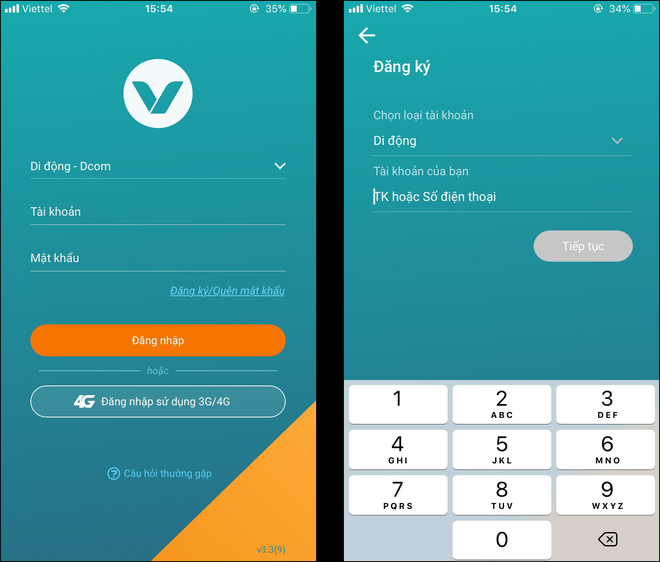 Viettel
15:54
35%
Di động - Dcom
Tài khoản
Mật khẩu
Đăng ký/Quên mật khẩu
Đăng nhập
hoặc
4G Đăng nhập sử dụng 3G/4G
? Câu hỏi thường gặp
v3.3(9)
Viettel
15:54
34%
Đăng ký
Chọn loại tài khoản
Di động
Tài khoản của bạn
TK hoặc Số điện thoại
Tiếp tục
1
2
ABC
3
DEF
4
GHI
5
JKL
6
MNO
7
PQRS
8
TUV
9
WXYZ
0